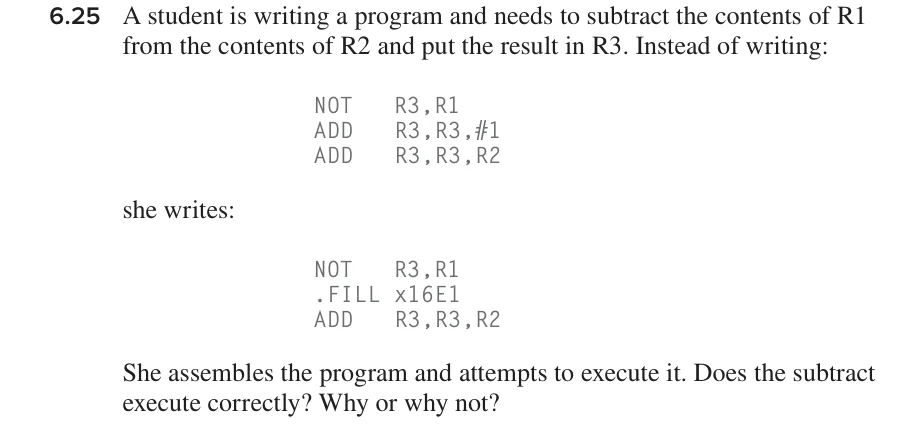 6.25 A student is writing a program and needs to subtract the contents of R1
from the contents of R2 and put the result in R3. Instead of writing:
NOT R3,R1
ADD R3,R3,#1
ADD R3,R3,R2
she writes:
NOT R3,R1
.FILL x16E1
ADD R3,R3,R2
She assembles the program and attempts to execute it. Does the subtract
execute correctly? Why or why not?